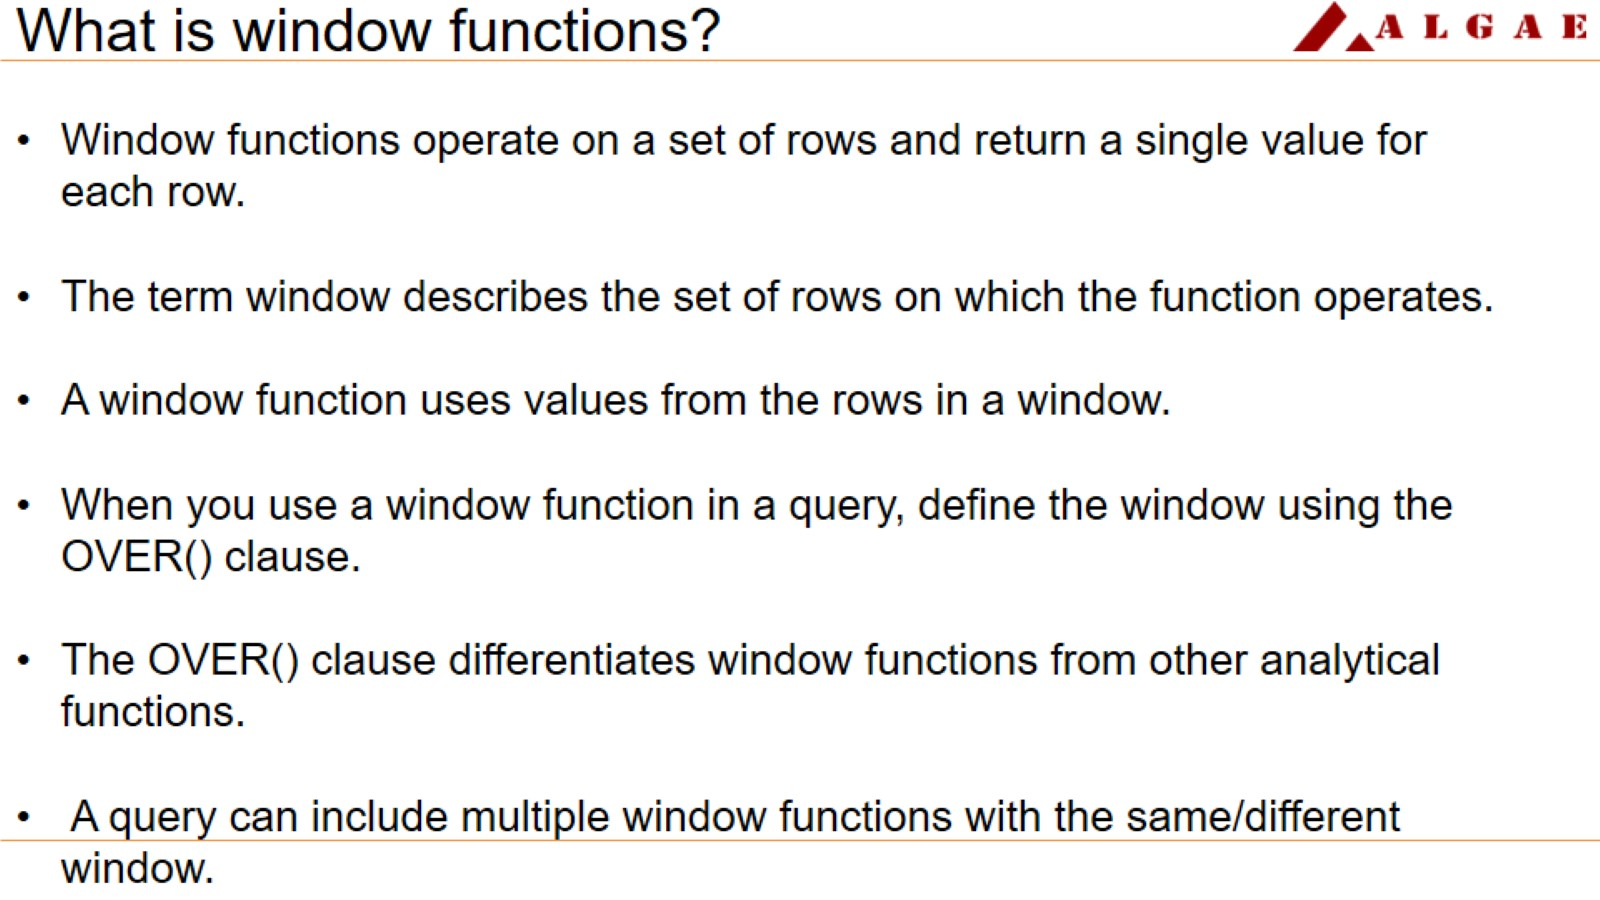 What is window functions?
ALGAE
• Window functions operate on a set of rows and return a single value for
each row.
• The term window describes the set of rows on which the function operates.
• A window function uses values from the rows in a window.
• When you use a window function in a query, define the window using the
OVER() clause.
• The OVER() clause differentiates window functions from other analytical
functions.
• A query can include multiple window functions with the same/different
window.